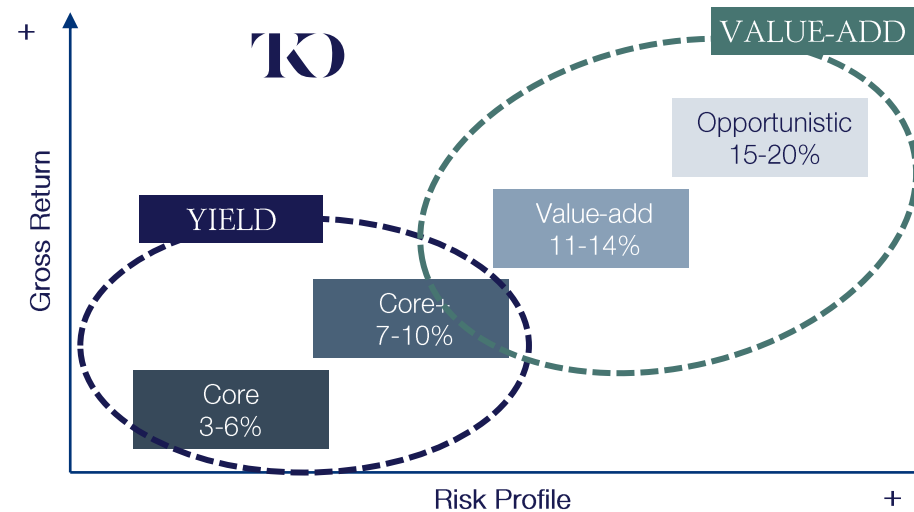 +
TKO
VALUE-ADD
Opportunistic
15-20%
YIELD
Value-add
11-14%
Gross Return
Core+
7-10%
Core
3-6%
Risk Profile
+